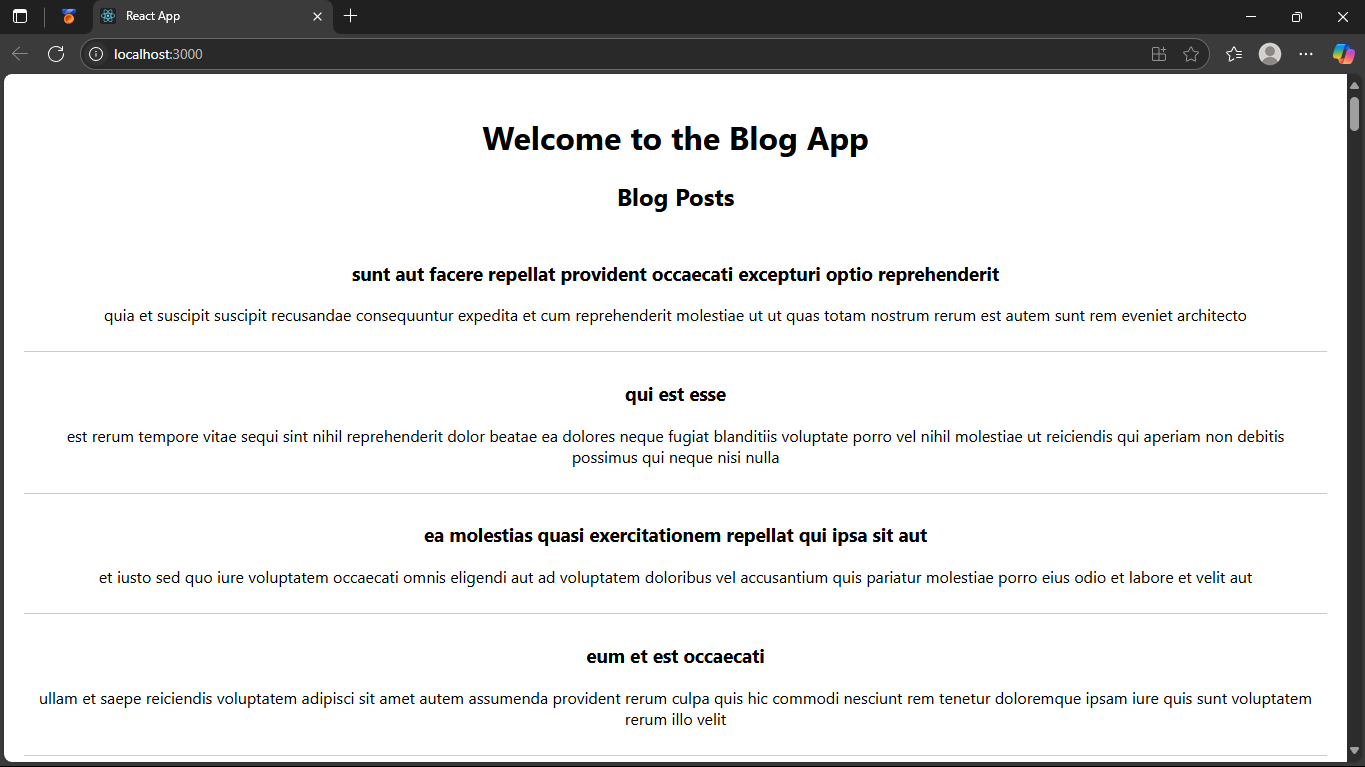 React App
localhost:3000
Welcome to the Blog App
Blog Posts
sunt aut facere repellat provident occaecati excepturi optio reprehenderit
quia et suscipit suscipit recusandae consequuntur expedita et cum reprehenderit molestiae ut ut quas totam nostrum rerum est autem sunt rem eveniet architecto
qui est esse
est rerum tempore vitae sequi sint nihil reprehenderit dolor beatae ea dolores neque fugiat blanditiis voluptate porro vel nihil molestiae ut reiciendis qui aperiam non debitis
possimus qui neque nisi nulla
ea molestias quasi exercitationem repellat qui ipsa sit aut
et iusto sed quo iure voluptatem occaecati omnis eligendi aut ad voluptatem doloribus vel accusantium quis pariatur molestiae porro eius odio et labore et velit aut
eum et est occaecati
ullam et saepe reiciendis voluptatem adipisci sit amet autem assumenda provident rerum culpa quis hic commodi nesciunt rem tenetur doloremque ipsam iure quis sunt voluptatem
rerum illo velit